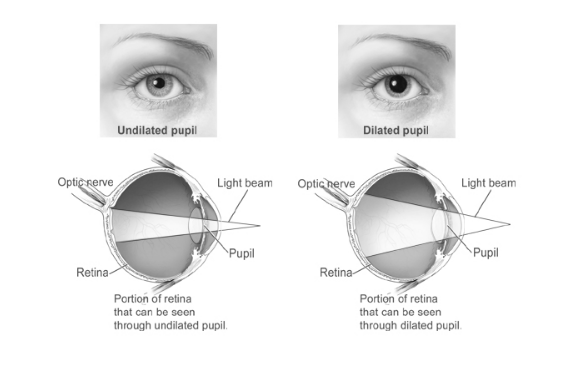 Undilated pupil
Dilated pupil
Optic nerve
Light beam
Pupil
Retina
Portion of retina
that can be seen
through undilated pupil.
Optic nerve
Light beam
Pupil
Retina
Portion of retina
that can be seen
through dilated pupil.